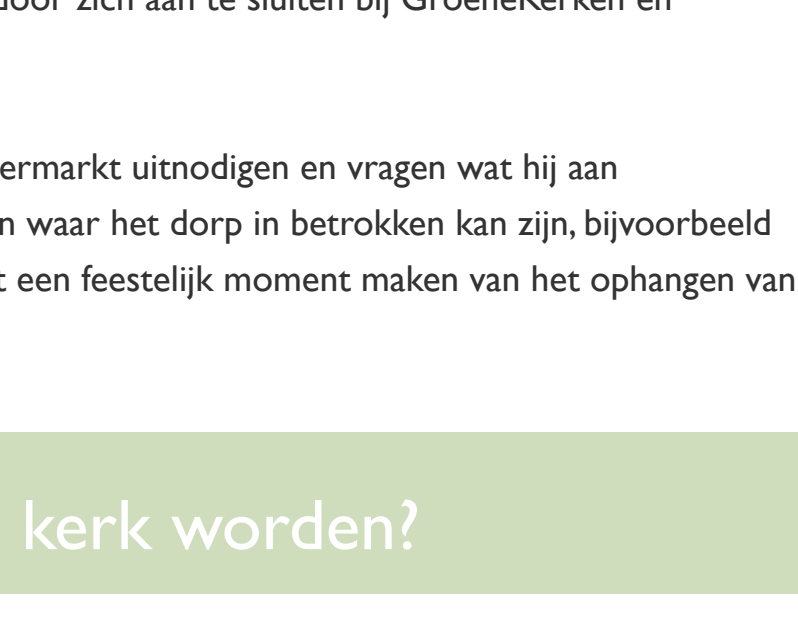 door zich aan te sluiten bij GroeneKerken en
ermarkt uitnodigen en vragen wat hij aan
n waar het dorp in betrokken kan zijn, bijvoorbeeld
t een feestelijk moment maken van het ophangen van
kerk worden?